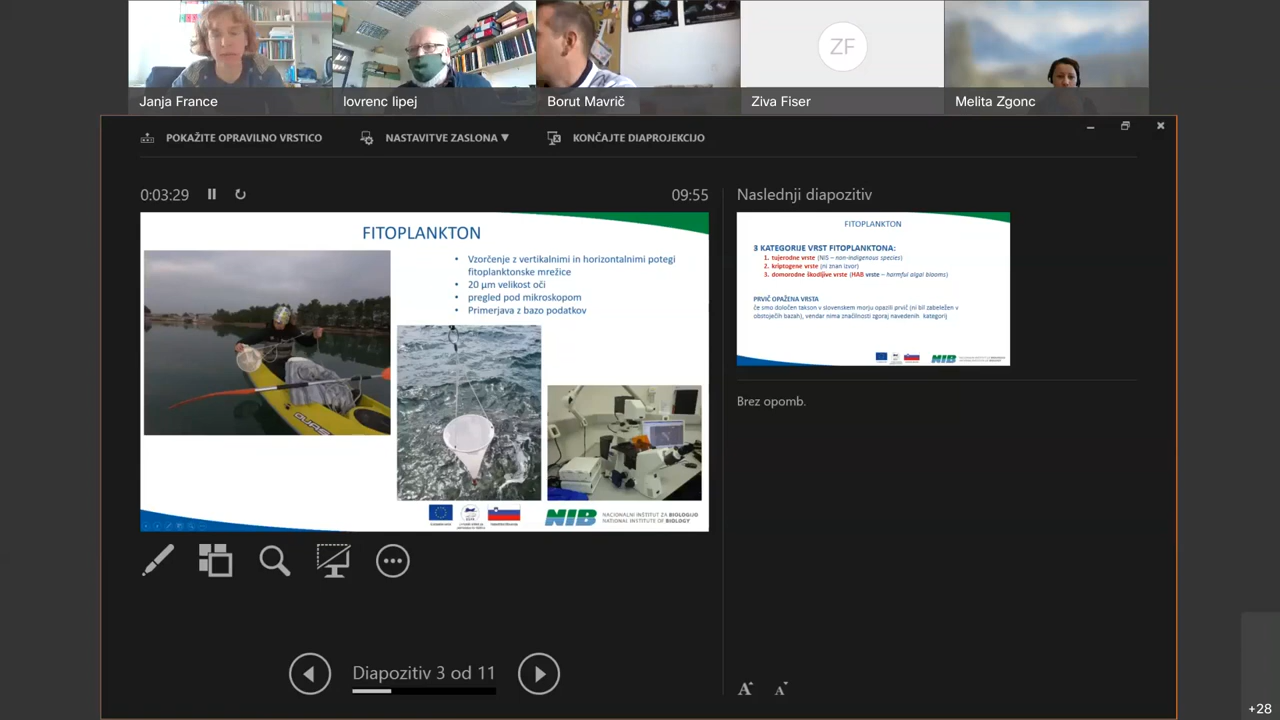 Janja France
lovrenc lipej
Borut Mavrič
ZF
Ziva Fiser
Melita Zgonc
POKAŽITE OPRAVILNO VRSTICO
NASTAVITVE ZASLONA ▼
KONČAJTE DIAPROJEKCIJO
0:03:29
09:55
FITOPLANKTON
• Vzorčenje z vertikalnimi in horizontalnimi potegi
fitoplanktonske mrežice
• 20 µm velikost oči
• pregled pod mikroskopom
• Primerjava z bazo podatkov
NIB
NACIONALNI INŠTITUT ZA BIOLOGIJO
NATIONAL INSTITUTE OF BIOLOGY
Naslednji diapozitiv
FITOPLANKTON
3 KATEGORIJE VRST FITOPLANKTONA:
1. tujerodne vrste (NIS – non-indigenous species)
2. kriptogene vrste (ni znan izvor)
3. domorodne škodljive vrste (HAB vrste – harmful algal blooms)
PRVIČ OPAŽENA VRSTA
če smo določen takson v slovenskem morju opazili prvič (ni bil zabeležen v
obstoječih bazah), vendar nima značilnosti zgoraj navedenih kategorij
NIB
Brez opomb.
Diapozitiv 3 od 11
A A
+28